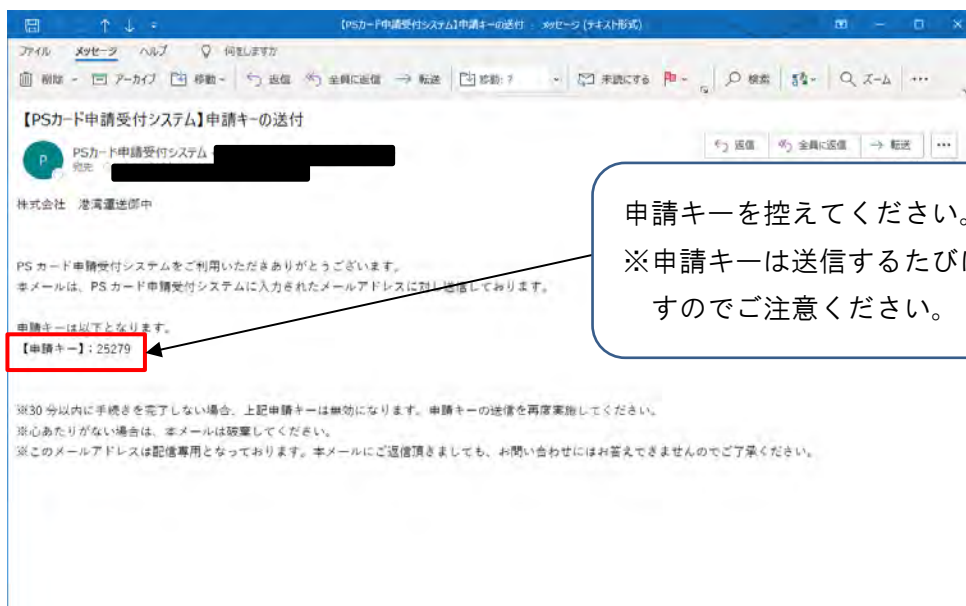 【PSカード申請受付システム】申請キーの送付 - メッセージ (テキスト形式)
ファイル メッセージ ヘルプ 何をしますか
削除 アーカイブ 移動 返信 全員に返信 転送 移動: ? 未読にする 検索 ズーム ...
【PSカード申請受付システム】申請キーの送付
P PSカード申請受付システム
宛先
返信 全員に返信 転送 ...
株式会社 港湾運送御中
申請キーを控えてください。
※申請キーは送信するたびに
すのでご注意ください。
PS カード申請受付システムをご利用いただきありがとうございます。
本メールは、PS カード申請受付システムに入力されたメールアドレスに対し送信しております。
申請キーは以下となります。
【申請キー】：25279
※30 分以内に手続きを完了しない場合、上記申請キーは無効になります。申請キーの送信を再度実施してください。
※心あたりがない場合は、本メールは破棄してください。
※このメールアドレスは配信専用となっております。本メールにご返信頂きましても、お問い合わせにはお答えできませんのでご了承ください。